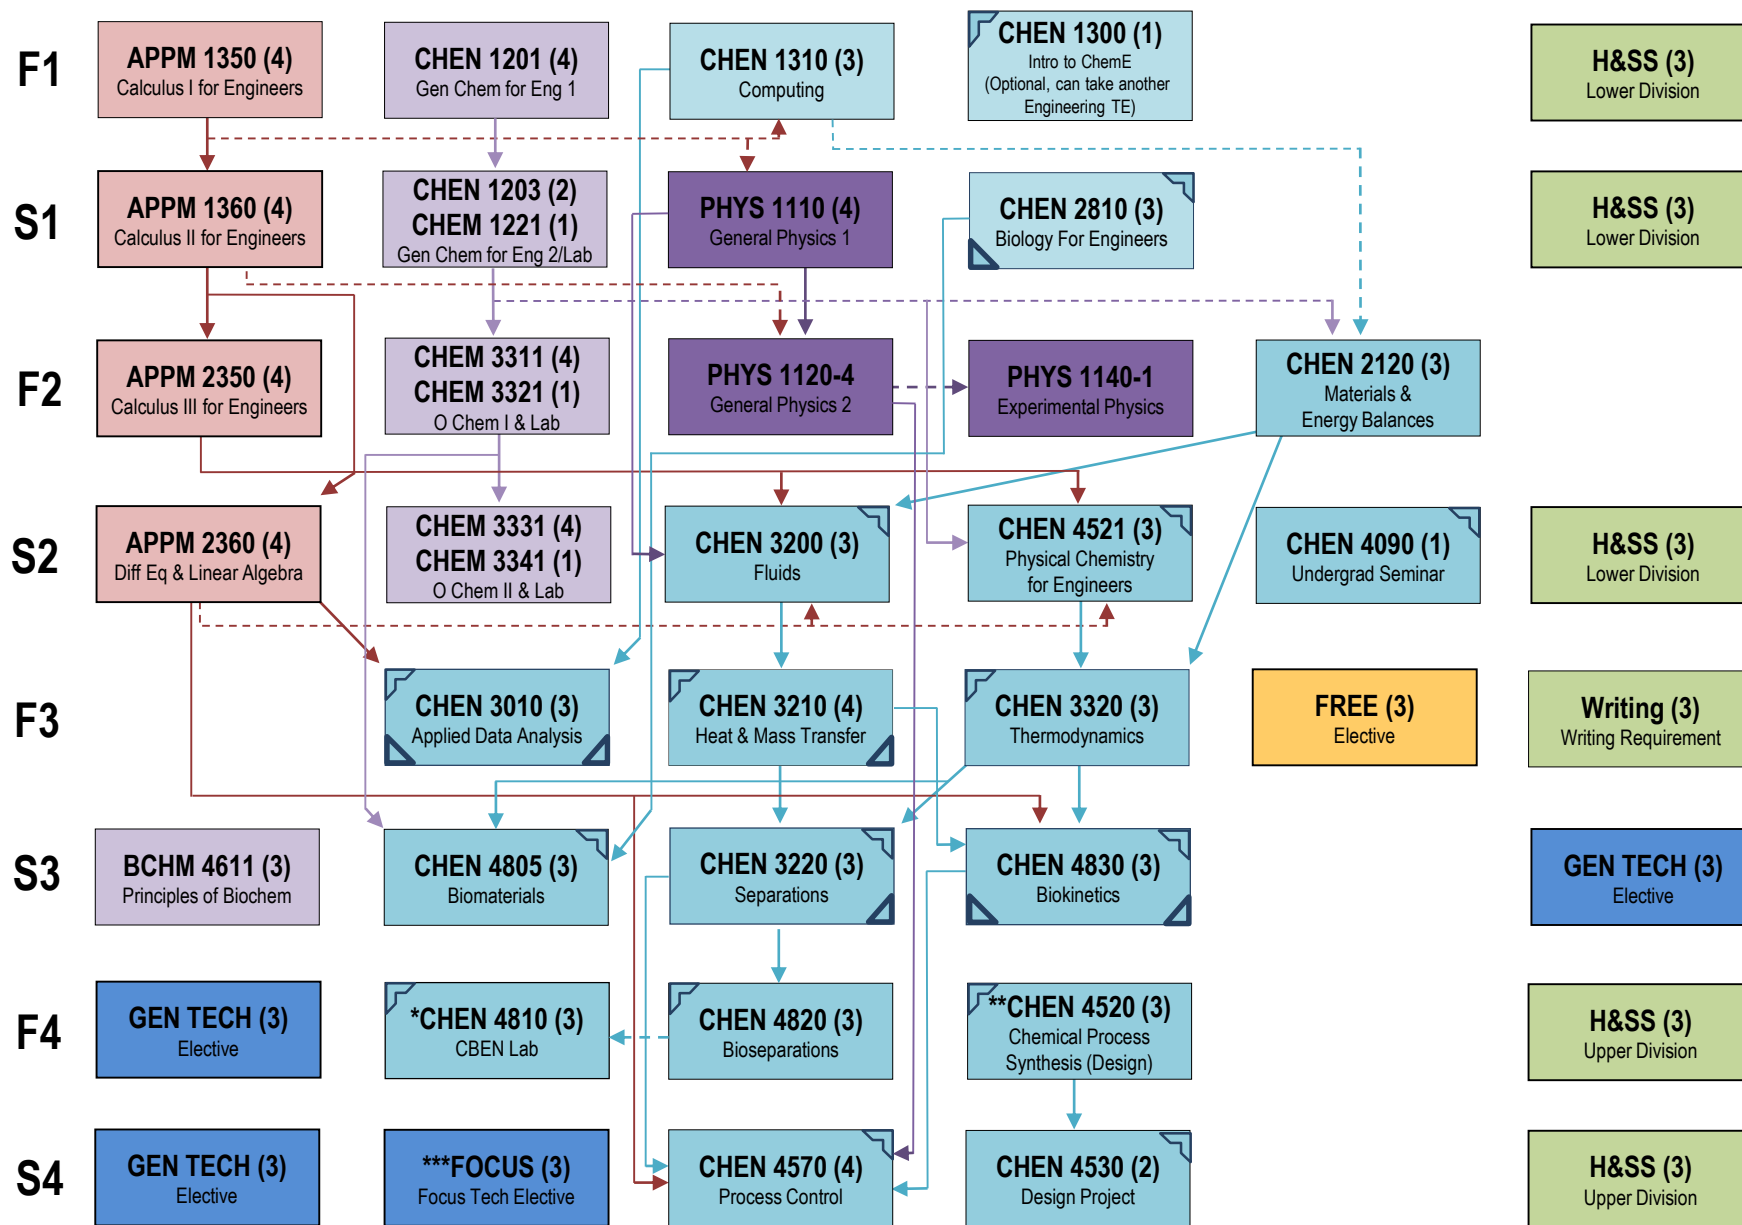 F1
APPM 1350 (4)
Calculus I for Engineers
CHEN 1201 (4)
Gen Chem for Eng 1
CHEN 1310 (3)
Computing
CHEN 1300 (1)
Intro to ChemE
(Optional, can take another
Engineering TE)
H&SS (3)
Lower Division
S1
APPM 1360 (4)
Calculus II for Engineers
CHEN 1203 (2)
CHEM 1221 (1)
Gen Chem for Eng 2/Lab
PHYS 1110 (4)
General Physics 1
CHEN 2810 (3)
Biology For Engineers
H&SS (3)
Lower Division
F2
APPM 2350 (4)
Calculus III for Engineers
CHEM 3311 (4)
CHEM 3321 (1)
O Chem I & Lab
PHYS 1120-4
General Physics 2
PHYS 1140-1
Experimental Physics
CHEN 2120 (3)
Materials &
Energy Balances
S2
APPM 2360 (4)
Diff Eq & Linear Algebra
CHEM 3331 (4)
CHEM 3341 (1)
O Chem II & Lab
CHEN 3200 (3)
Fluids
CHEN 4521 (3)
Physical Chemistry
for Engineers
CHEN 4090 (1)
Undergrad Seminar
H&SS (3)
Lower Division
F3
CHEN 3010 (3)
Applied Data Analysis
CHEN 3210 (4)
Heat & Mass Transfer
CHEN 3320 (3)
Thermodynamics
FREE (3)
Elective
Writing (3)
Writing Requirement
S3
BCHM 4611 (3)
Principles of Biochem
CHEN 4805 (3)
Biomaterials
CHEN 3220 (3)
Separations
CHEN 4830 (3)
Biokinetics
GEN TECH (3)
Elective
F4
GEN TECH (3)
Elective
*CHEN 4810 (3)
CBEN Lab
CHEN 4820 (3)
Bioseparations
**CHEN 4520 (3)
Chemical Process
Synthesis (Design)
H&SS (3)
Upper Division
S4
GEN TECH (3)
Elective
***FOCUS (3)
Focus Tech Elective
CHEN 4570 (4)
Process Control
CHEN 4530 (2)
Design Project
H&SS (3)
Upper Division